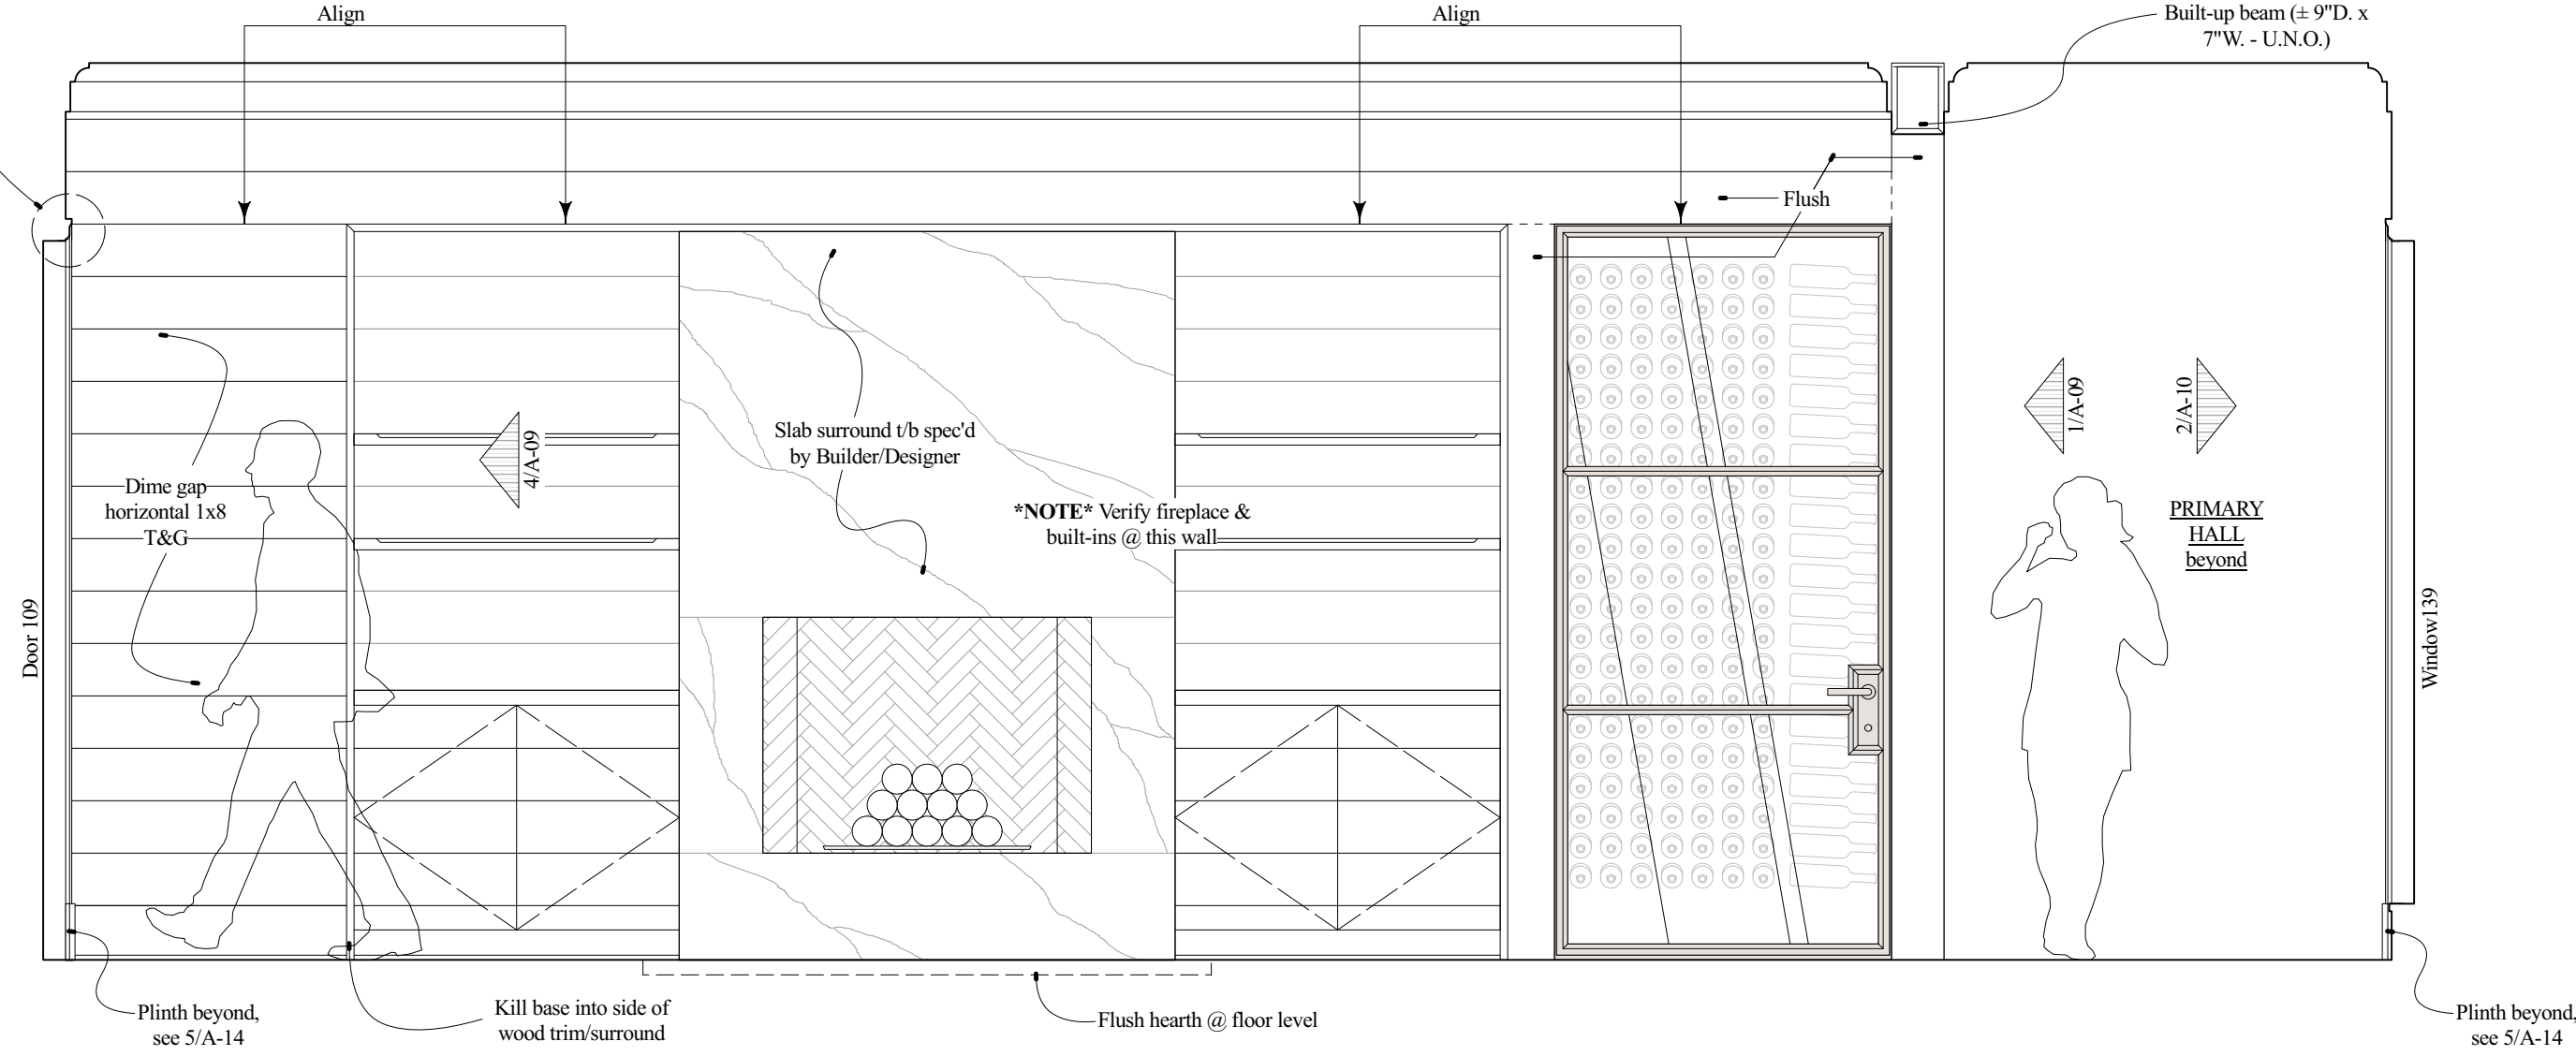 Align
Align
Built-up beam (± 9"D. x
7"W. - U.N.O.)
Flush
1/A-09
2/A-10
4/A-09
Slab surround t/b spec'd
by Builder/Designer
Dime gap
horizontal 1x8
T&G
*NOTE* Verify fireplace &
built-ins @ this wall
PRIMARY
HALL
beyond
Door 109
Window139
Plinth beyond,
see 5/A-14
Kill base into side of
wood trim/surround
Flush hearth @ floor level
Plinth beyond,
see 5/A-14